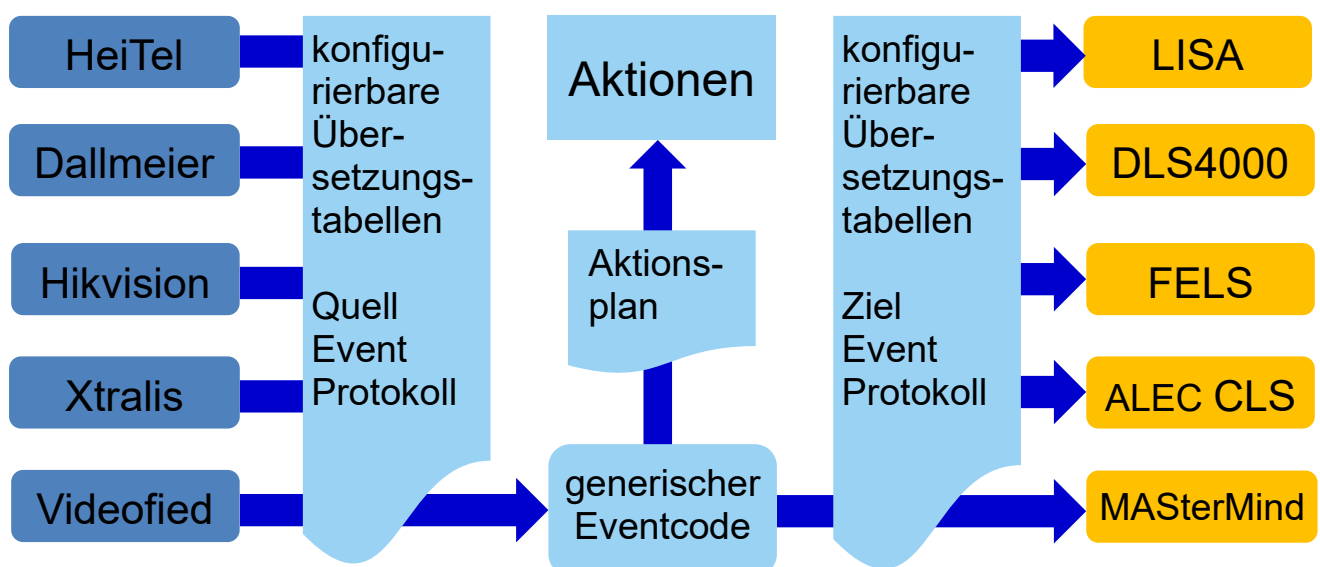 HeiTel
Dallmeier
Hikvision
Xtralis
Videofied
konfigu-
rierbare
Über-
setzungs-
tabellen
Quell
Event
Protokoll
Aktionen
Aktions-
plan
generischer
Eventcode
konfigu-
rierbare
Über-
setzungs-
tabellen
Ziel
Event
Protokoll
LISA
DLS4000
FELS
ALEC CLS
MASterMind